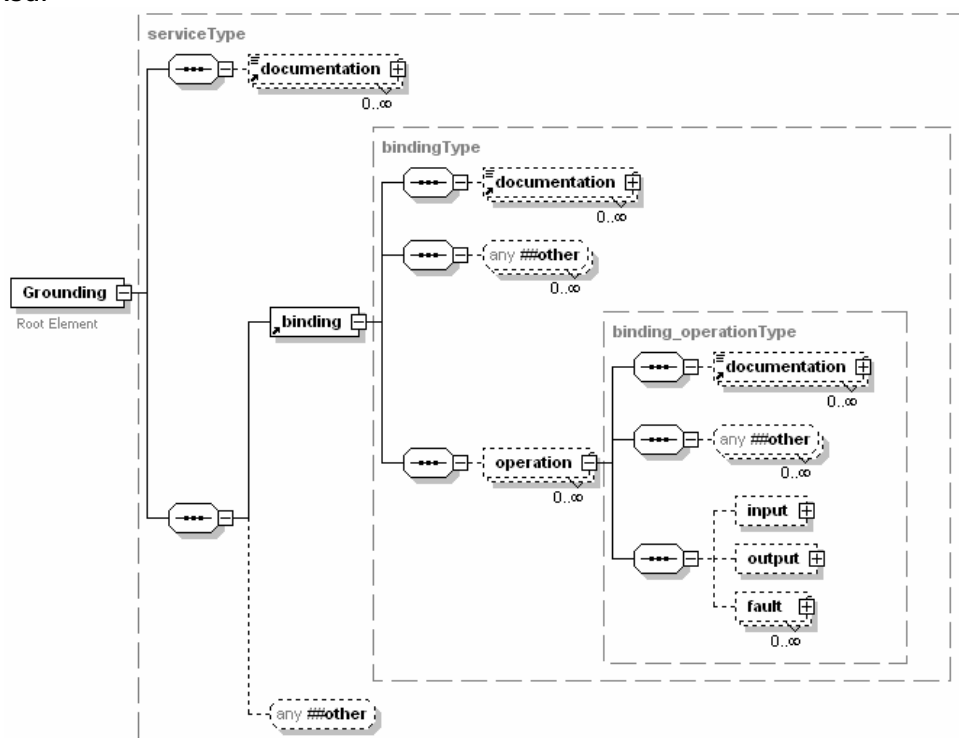 serviceType
documentation
0..∞
bindingType
documentation
0..∞
any ##other
0..∞
Grounding
Root Element
binding
binding_operationType
documentation
0..∞
any ##other
0..∞
operation
0..∞
input
output
fault
0..∞
any ##other